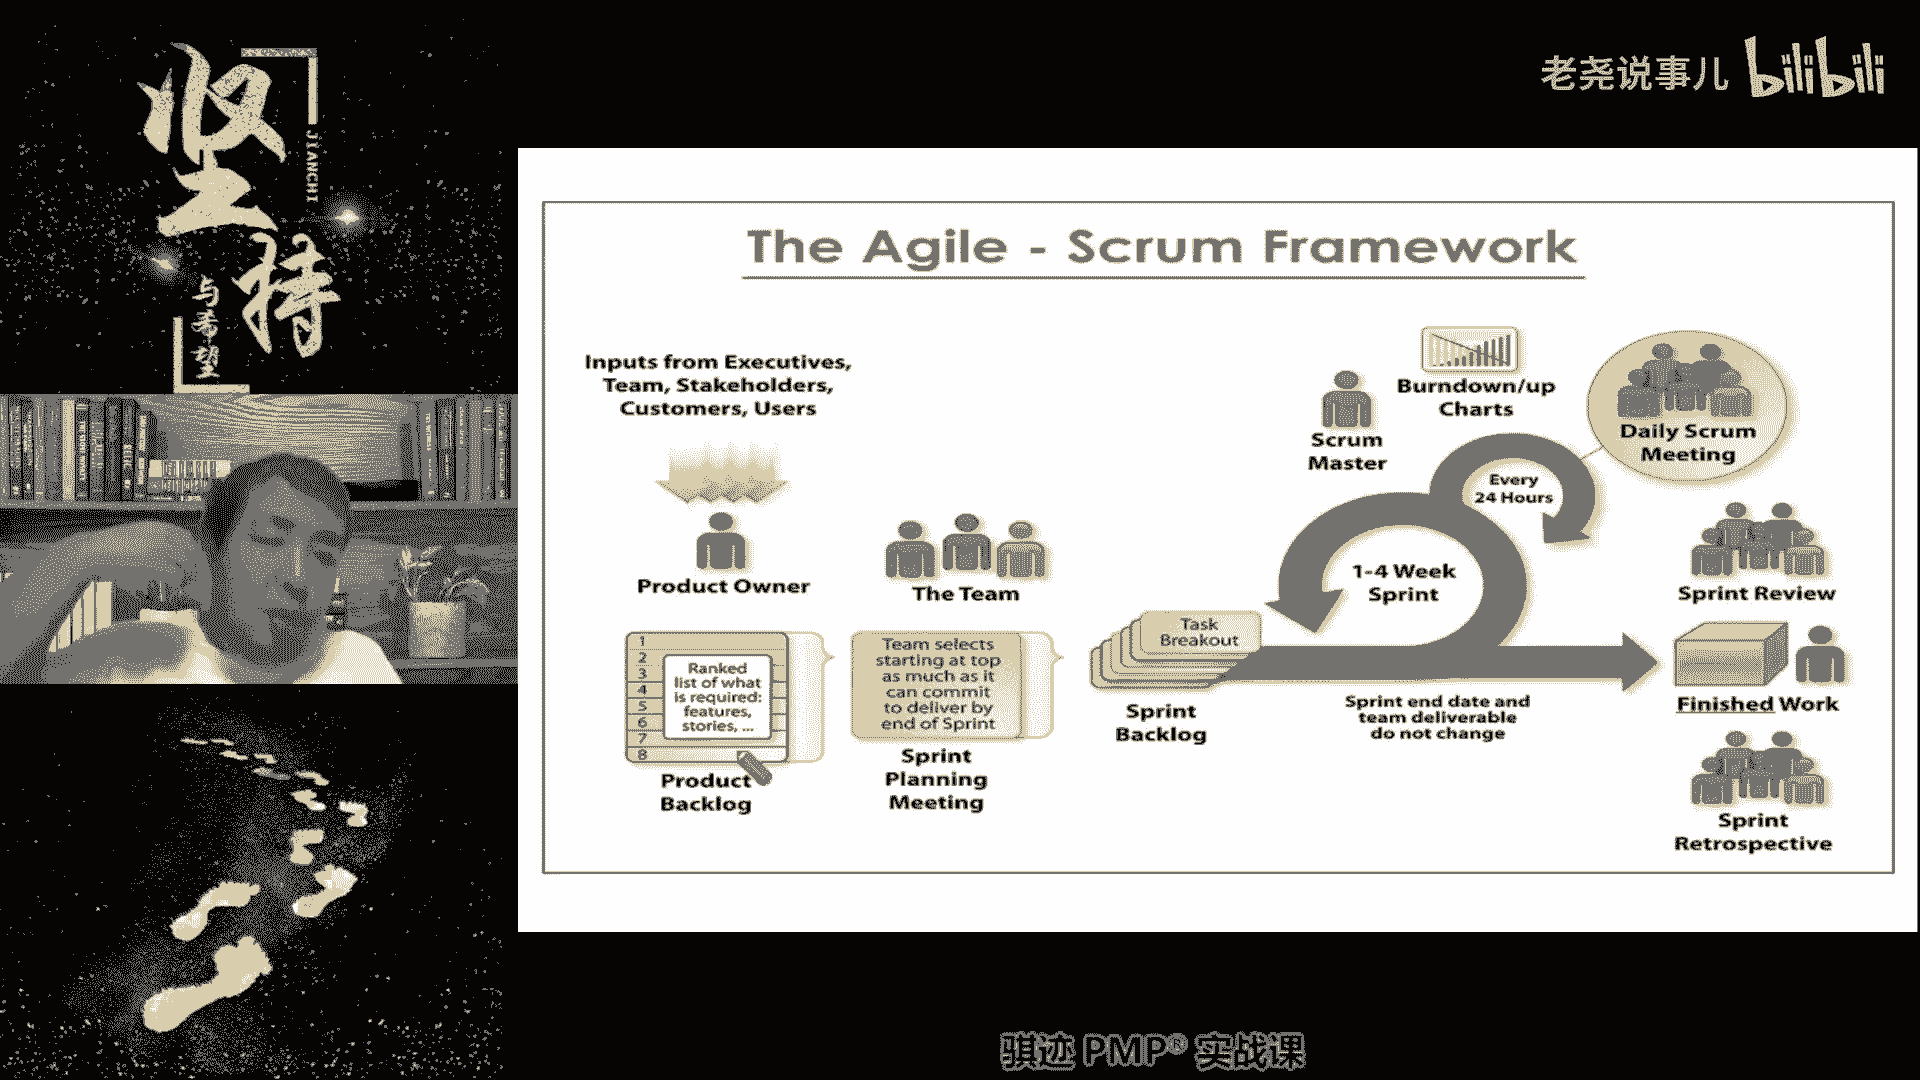 坚持
JIANCHI
与希望
老尧说事儿 bilibili
The Agile - Scrum Framework
Inputs from Executives,
Team, Stakeholders,
Customers, Users
Product Owner
The Team
1
2
3
4
5
6
7
8
Ranked
list of what
is required:
features,
stories, ...
Product
Backlog
Team selects
starting at top
as much as it
can commit
to deliver by
end of Sprint
Sprint
Planning
Meeting
Task
Breakout
Sprint
Backlog
Scrum
Master
Burndown/up
Charts
Every
24 Hours
Daily Scrum
Meeting
1-4 Week
Sprint
Sprint end date and
team deliverable
do not change
Sprint Review
Finished Work
Sprint
Retrospective
骐迹 PMP® 实战课